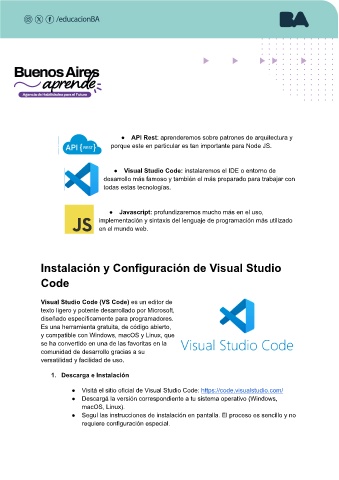 /educacionBA
BA
Buenos Aires
aprende
Agencia de Habilidades para el Futuro
API {REST}
● API Rest: aprenderemos sobre patrones de arquitectura y
porque este en particular es tan importante para Node JS.
● Visual Studio Code: instalaremos el IDE o entorno de
desarrollo más famoso y también el más preparado para trabajar con
todas estas tecnologías.
JS
● Javascript: profundizaremos mucho más en el uso,
implementación y sintaxis del lenguaje de programación más utilizado
en el mundo web.
Instalación y Configuración de Visual Studio
Code
Visual Studio Code (VS Code) es un editor de
texto ligero y potente desarrollado por Microsoft,
diseñado específicamente para programadores.
Es una herramienta gratuita, de código abierto,
y compatible con Windows, macOS y Linux, que
se ha convertido en una de las favoritas en la
comunidad de desarrollo gracias a su
versatilidad y facilidad de uso.
Visual Studio Code
1. Descarga e Instalación
● Visitá el sitio oficial de Visual Studio Code: https://code.visualstudio.com/
● Descargá la versión correspondiente a tu sistema operativo (Windows,
macOS, Linux).
● Seguí las instrucciones de instalación en pantalla. El proceso es sencillo y no
requiere configuración especial.